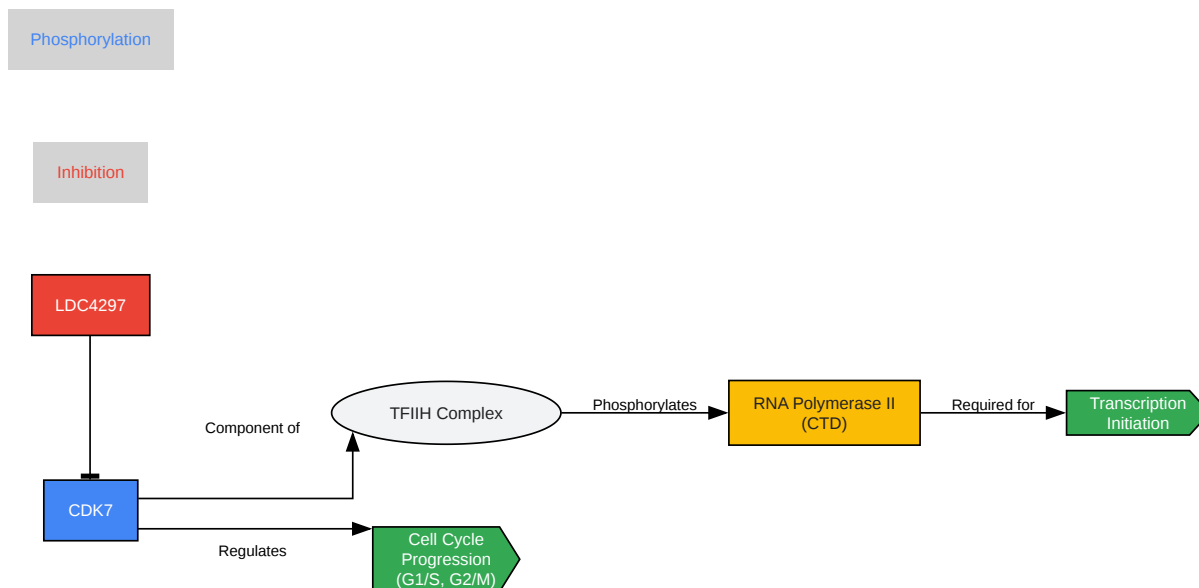 Phosphorylation
Inhibition
LDC4297
CDK7
Component of
Regulates
TFIIH Complex
Cell Cycle
Progression
(G1/S, G2/M)
Phosphorylates
RNA Polymerase II
(CTD)
Required for
Transcription
Initiation